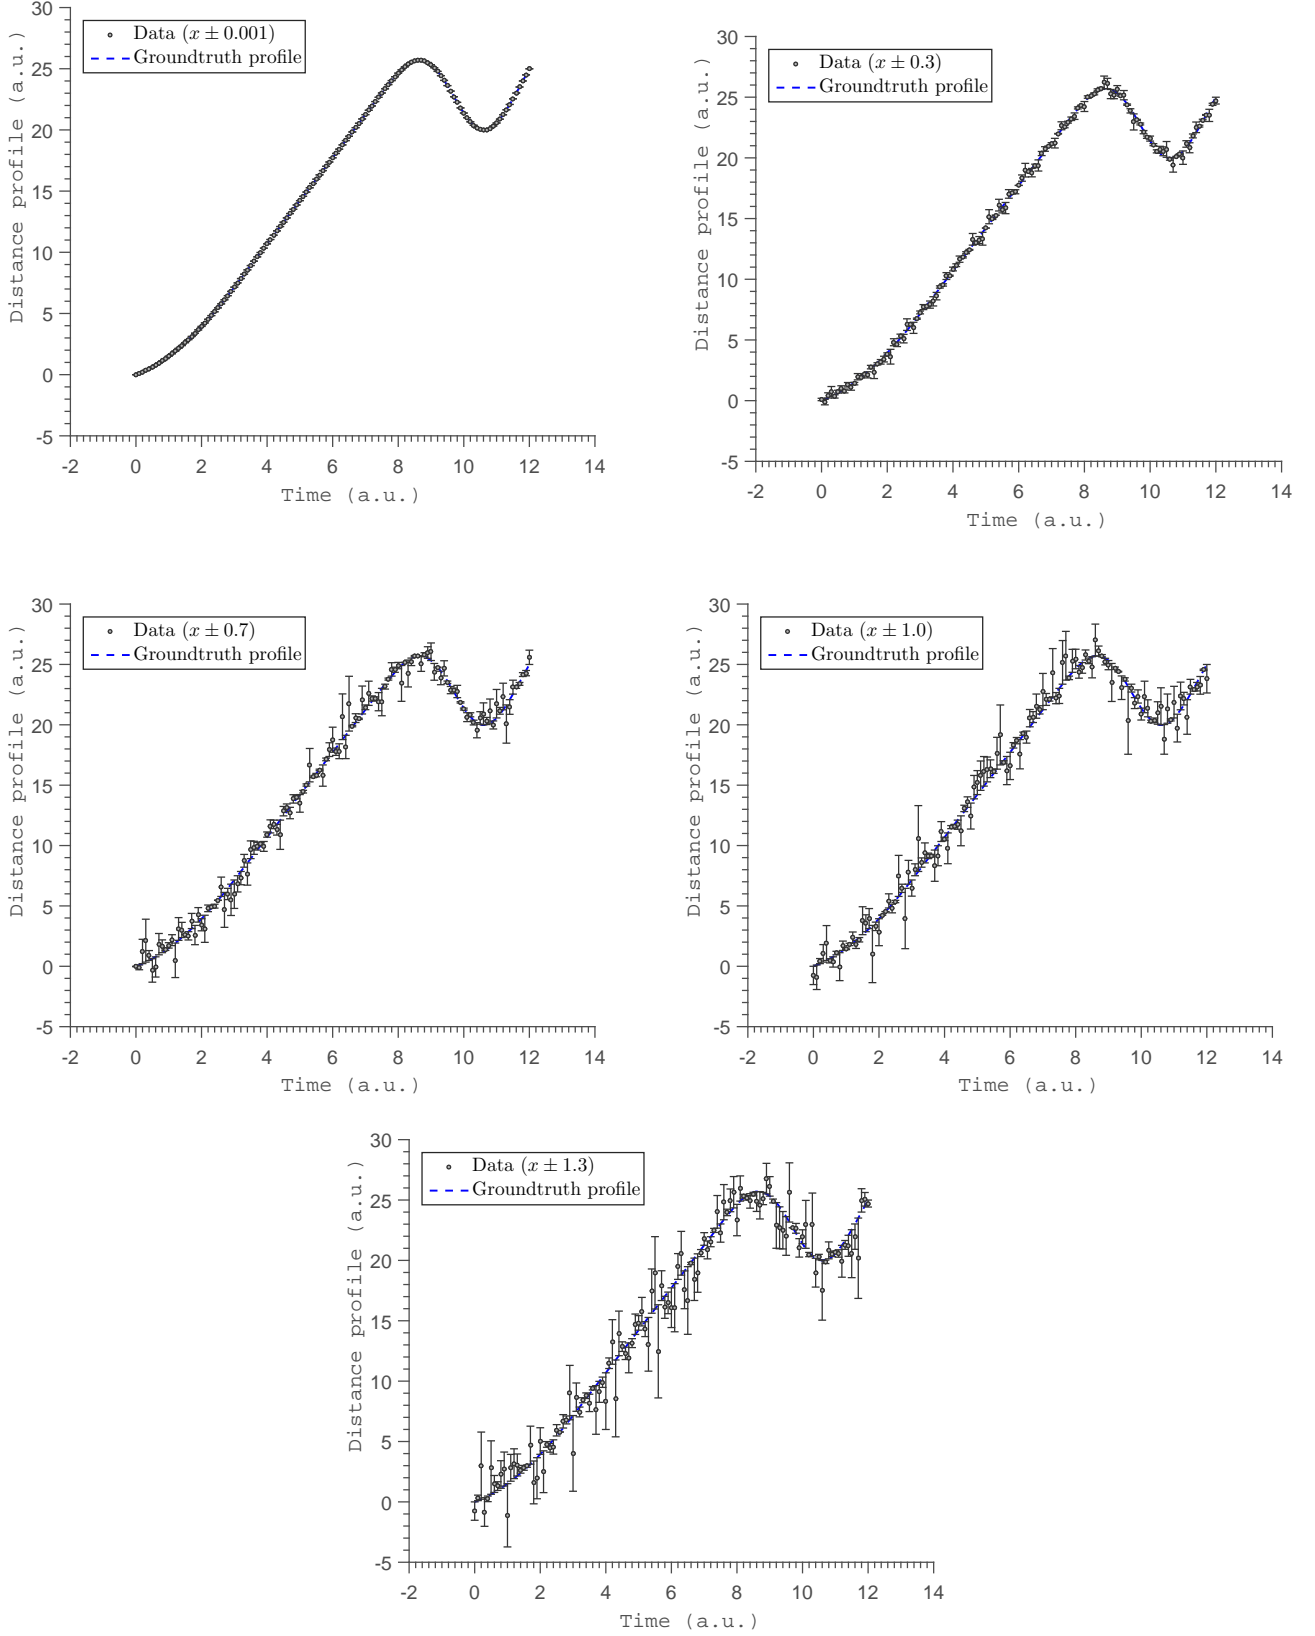 30
25
20
15
10
5
0
-5
-2 0 2 4 6 8 10 12 14
Distance profile (a.u.)
Time (a.u.)
Data (x ± 0.001)
Groundtruth profile
30
25
20
15
10
5
0
-5
-2 0 2 4 6 8 10 12 14
Distance profile (a.u.)
Time (a.u.)
Data (x ± 0.3)
Groundtruth profile
30
25
20
15
10
5
0
-5
-2 0 2 4 6 8 10 12 14
Distance profile (a.u.)
Time (a.u.)
Data (x ± 0.7)
Groundtruth profile
30
25
20
15
10
5
0
-5
-2 0 2 4 6 8 10 12 14
Distance profile (a.u.)
Time (a.u.)
Data (x ± 1.0)
Groundtruth profile
30
25
20
15
10
5
0
-5
-2 0 2 4 6 8 10 12 14
Distance profile (a.u.)
Time (a.u.)
Data (x ± 1.3)
Groundtruth profile